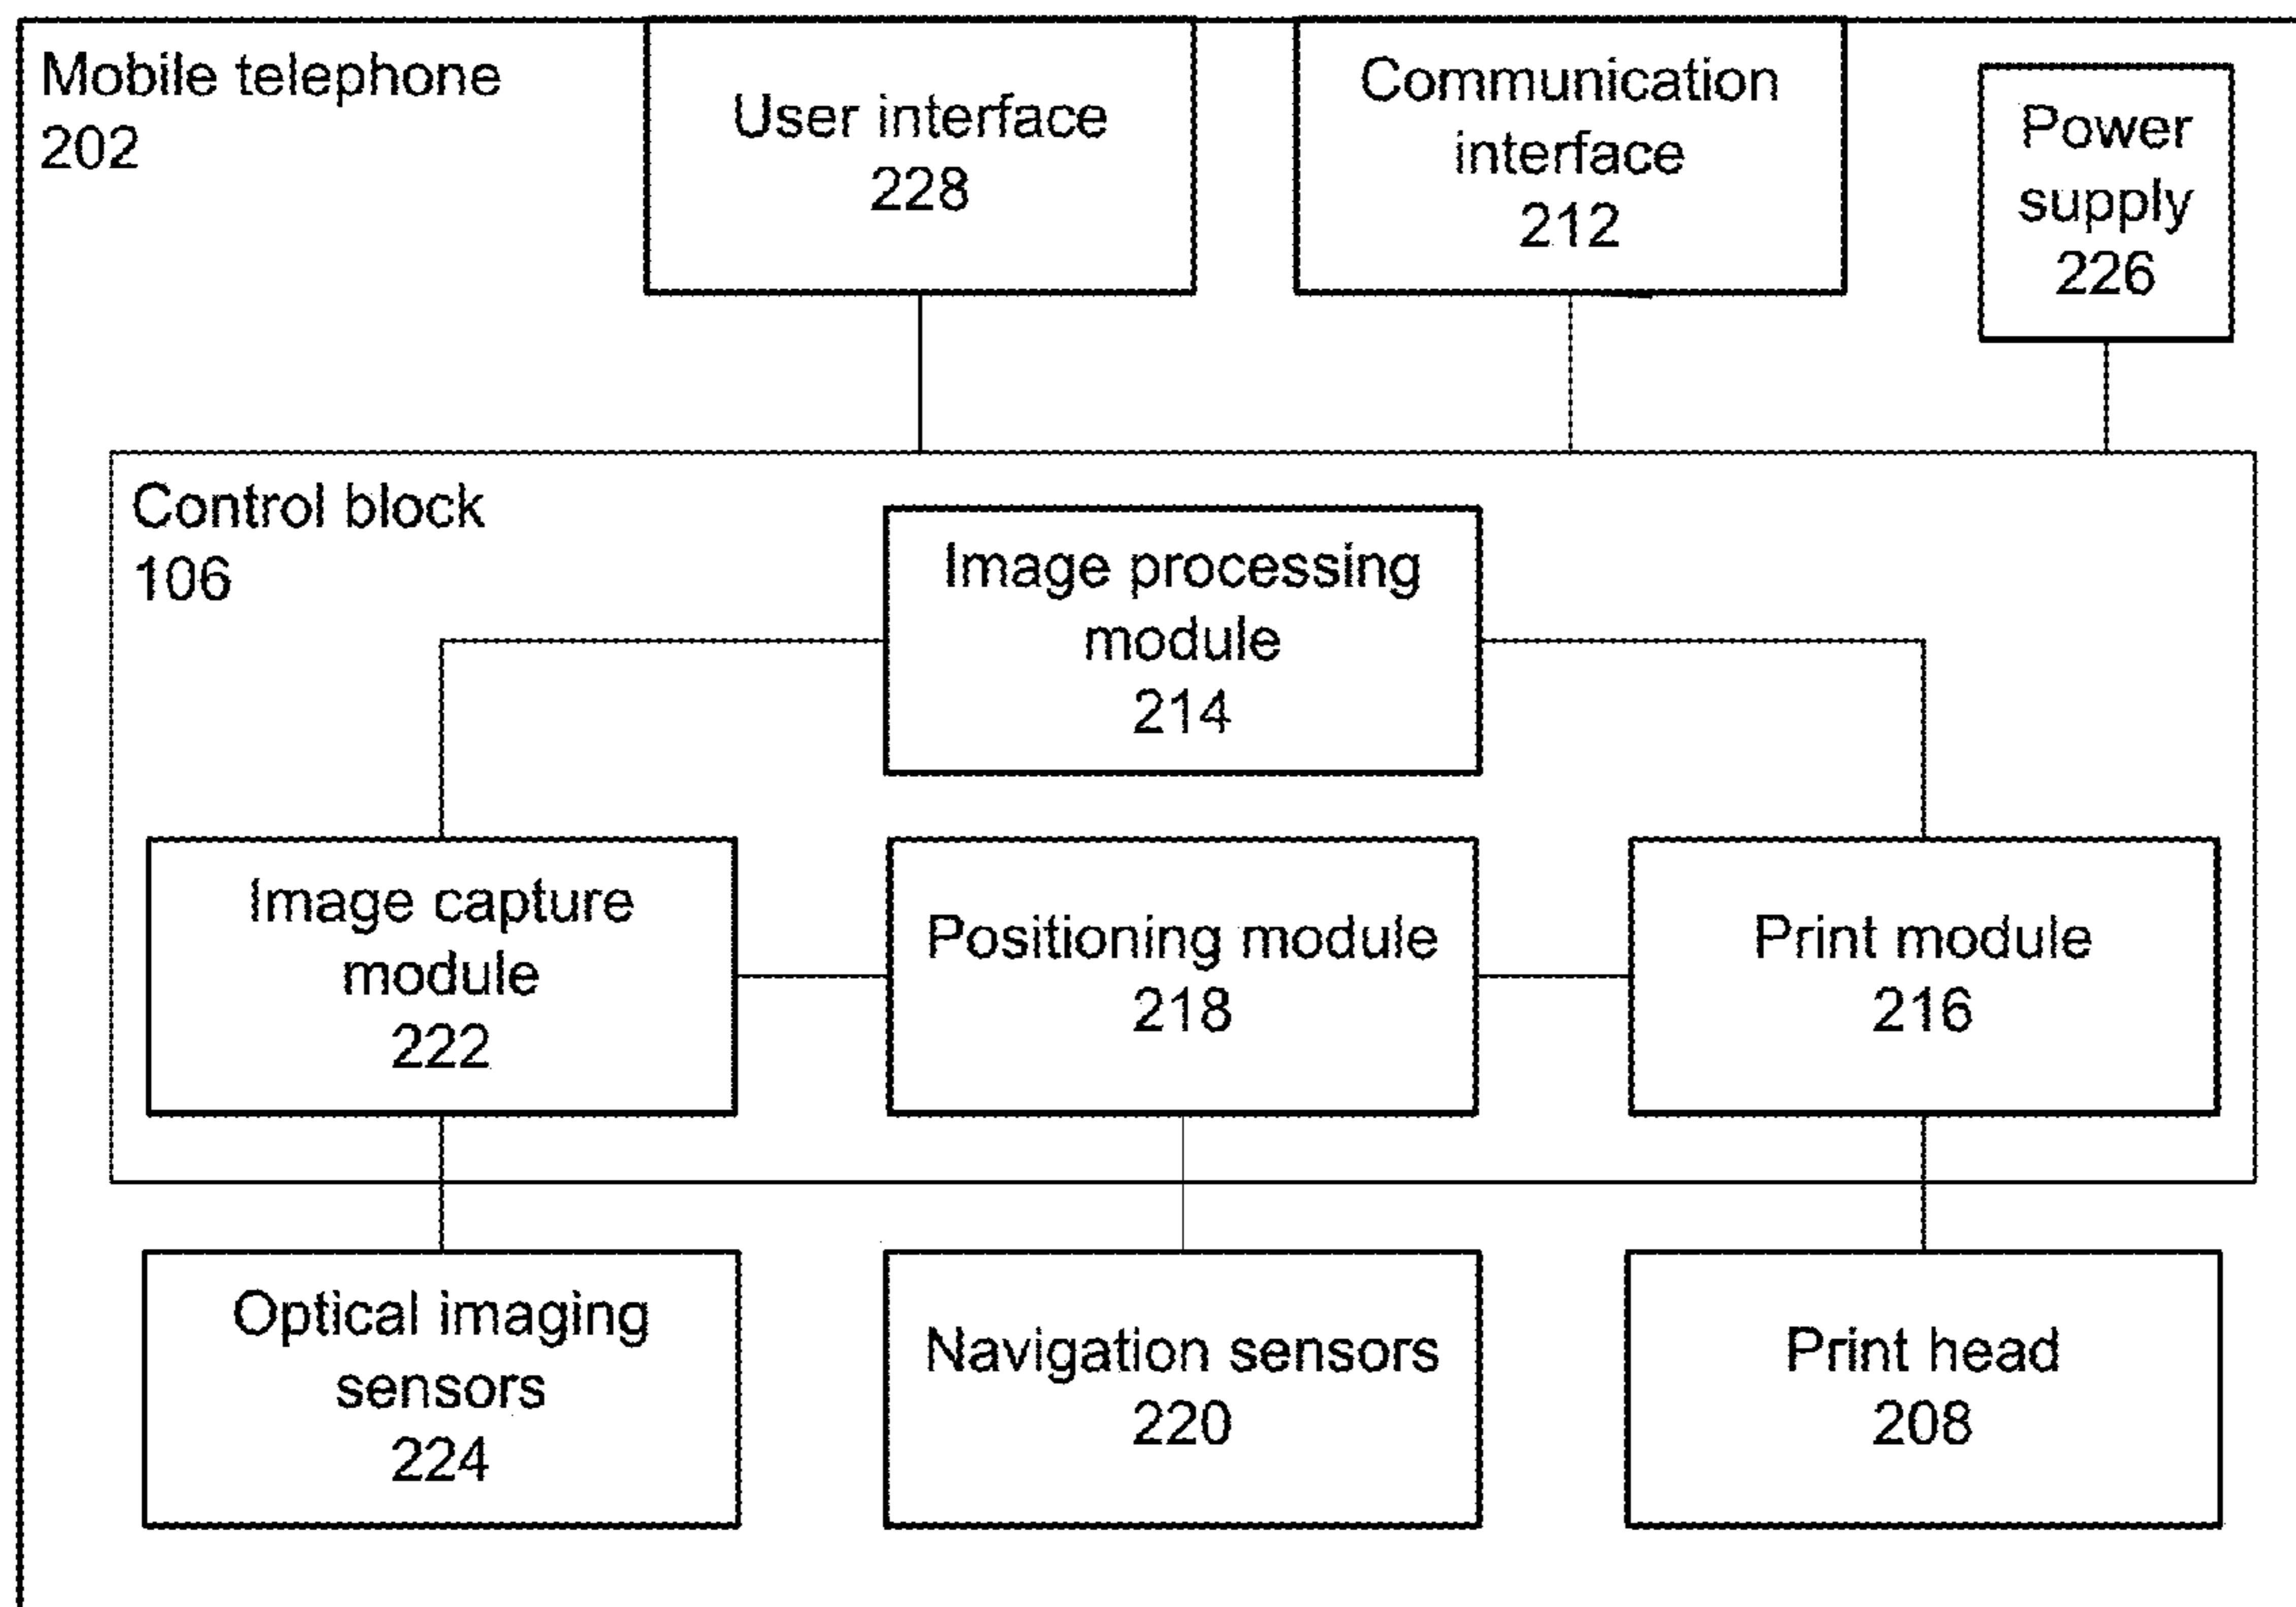 Mobile telephone
202
User interface
228
Communication
interface
212
Power
supply
226
Control block
106
Image processing
module
214
Image capture
module
222
Positioning module
218
Print module
216
Optical imaging
sensors
224
Navigation sensors
220
Print head
208